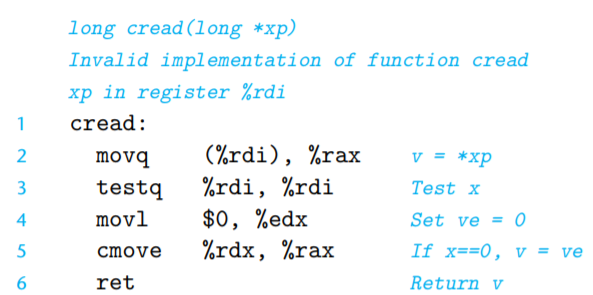 long cread(long *xp)
Invalid implementation of function cread
xp in register %rdi
1 cread:
2 movq (%rdi), %rax v = *xp
3 testq %rdi, %rdi Test x
4 movl $0, %edx Set ve = 0
5 cmove %rdx, %rax If x==0, v = ve
6 ret Return v